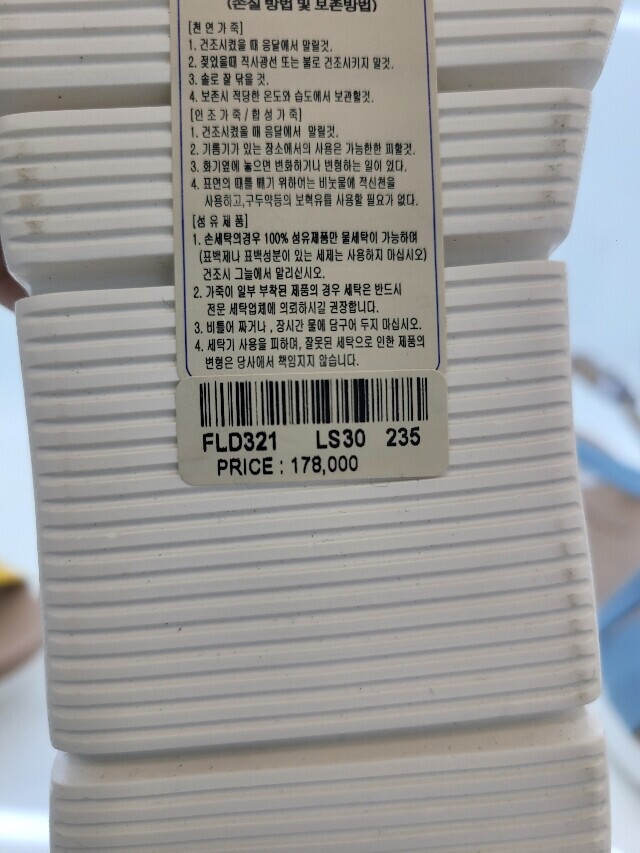 (손질 방법 및 보존방법)
[천 연 가 죽]
1. 건조시켰을 때 응달에서 말릴것.
2. 젖었을때 직사광선 또는 불로 건조시키지 말것.
3. 솔로 잘 닦을 것.
4. 보존시 적당한 온도와 습도에서 보관할것.
[인 조 가 죽 / 합 성 가 죽]
1. 건조시켰을 때 응달에서 말릴것.
2. 기름기가 있는 장소에서의 사용은 가능한한 피할것.
3. 화기옆에 놓으면 변화하거나 변형하는 일이 있다.
4. 표면의 때를 빼기 위하여는 비눗물에 적신천을
사용하고,구두약등의 보혁유를 사용할 필요가 없다.
[섬 유 제 품]
1. 손세탁의경우 100% 섬유제품만 물세탁이 가능하며
(표백제나 표백성분이 있는 세제는 사용하지 마십시오)
건조시 그늘에서 말리십시오.
2. 가죽이 일부 부착된 제품의 경우 세탁은 반드시
전문 세탁업체에 의뢰하시길 권장합니다.
3. 비틀어 짜거나 , 장시간 물에 담구어 두지 마십시오.
4. 세탁기 사용을 피하며, 잘못된 세탁으로 인한 제품의
변형은 당사에서 책임지지 않습니다.
FLD321 LS30 235
PRICE : 178,000